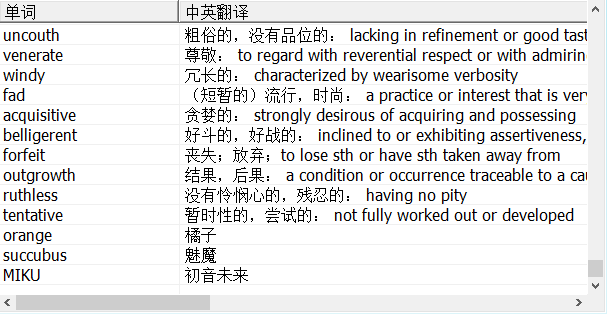 单词 中英翻译
uncouth 粗俗的，没有品位的： lacking in refinement or good tast
venerate 尊敬： to regard with reverential respect or with admirin
windy 冗长的： characterized by wearisome verbosity
fad （短暂的）流行，时尚： a practice or interest that is very
acquisitive 贪婪的： strongly desirous of acquiring and possessing
belligerent 好斗的，好战的： inclined to or exhibiting assertiveness,
forfeit 丧失；放弃；to lose sth or have sth taken away from
outgrowth 结果，后果： a condition or occurrence traceable to a cau
ruthless 没有怜悯心的，残忍的： having no pity
tentative 暂时性的，尝试的： not fully worked out or developed
orange 橘子
succubus 魅魔
MIKU 初音未来